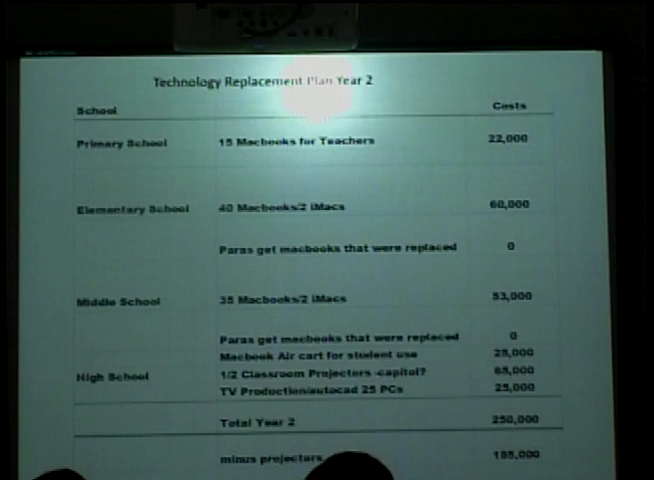 Technology Replacement Plan Year 2
School Costs
Primary School 15 Macbooks for Teachers 22,000
Elementary School 40 Macbooks/2 iMacs 60,000
Paras get macbooks that were replaced 0
Middle School 35 Macbooks/2 iMacs 53,000
Paras get macbooks that were replaced 0
Macbook Air cart for student use 25,000
High School 1/2 Classroom Projectors -capitol? 65,000
TV Production/autocad 25 PCs 25,000
Total Year 2 250,000
minus projectors 185,000